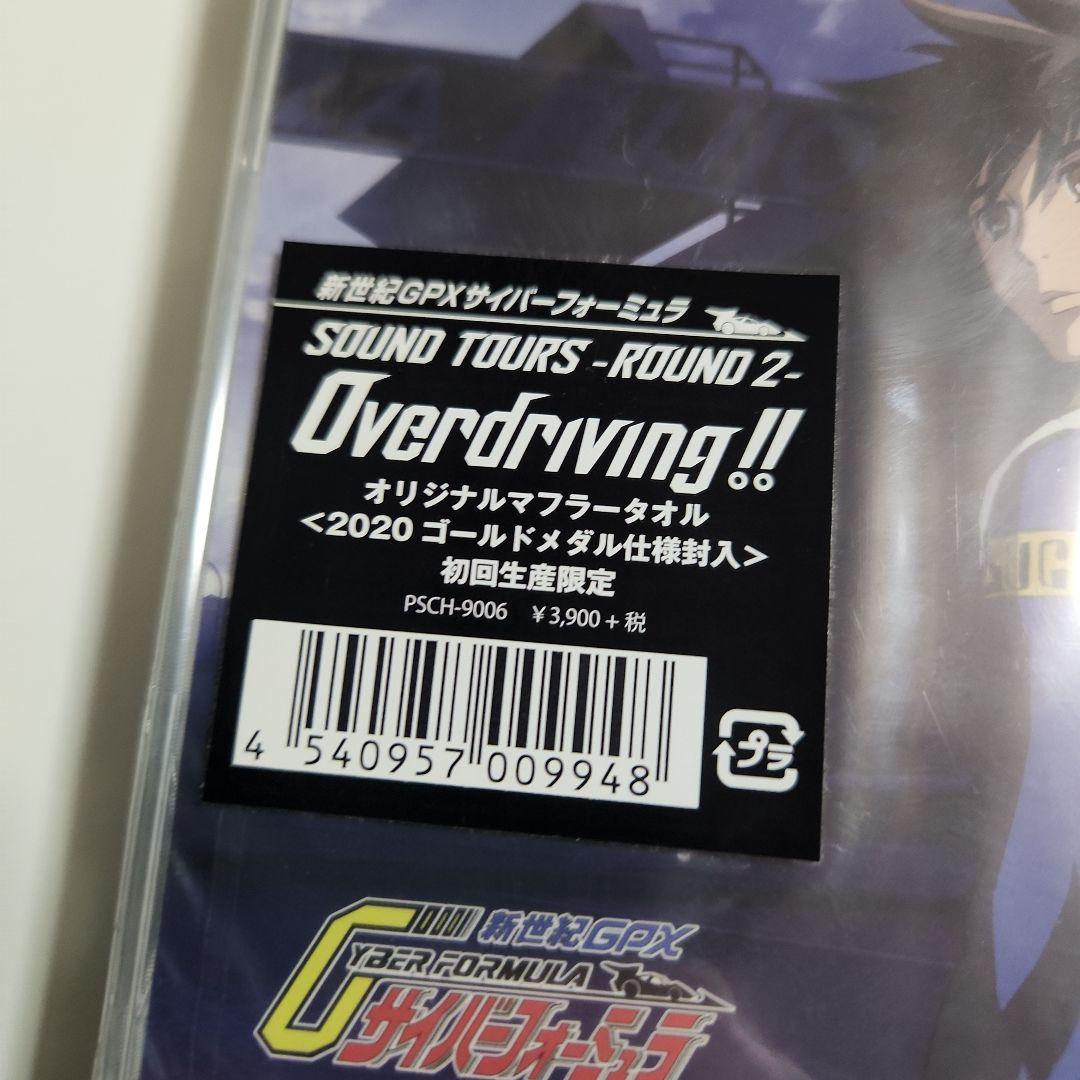 新世紀GPXサイバーフォーミュラ
SOUND TOURS -ROUND 2-
Overdriving!!
オリジナルマフラータオル
<2020 ゴールドメダル仕様封入>
初回生産限定
PSCH-9006 ¥3,900+税
4 540957 009948
プラ
新世紀GPX
CYBER FORMULA
サイバーフォーミュラ